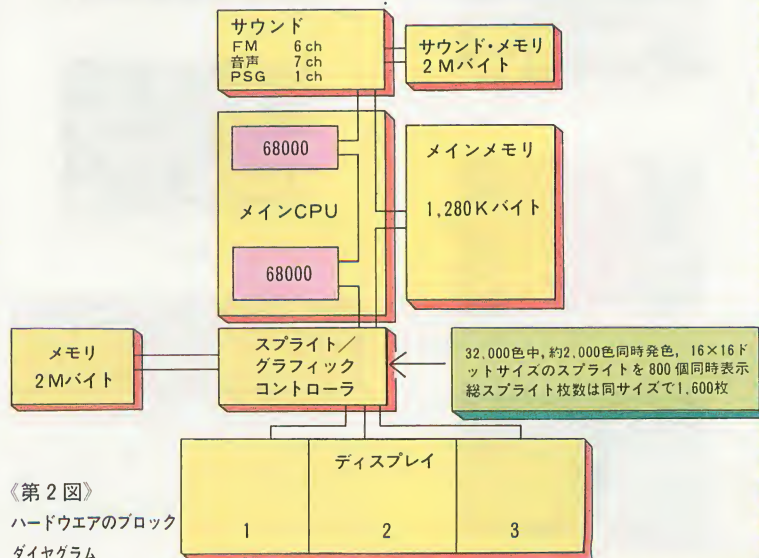 サウンド
FM 6ch
音声 7ch
PSG 1ch
サウンド・メモリ
2Mバイト
68000
メインCPU
68000
メインメモリ
1,280Kバイト
メモリ
2Mバイト
スプライト／
グラフィック
コントローラ
32,000色中，約2,000色同時発色，16×16ド
ットサイズのスプライトを800個同時表示
総スプライト枚数は同サイズで1,600枚
ディスプレイ
1 2 3
《第2図》
ハードウエアのブロック
ダイヤグラム